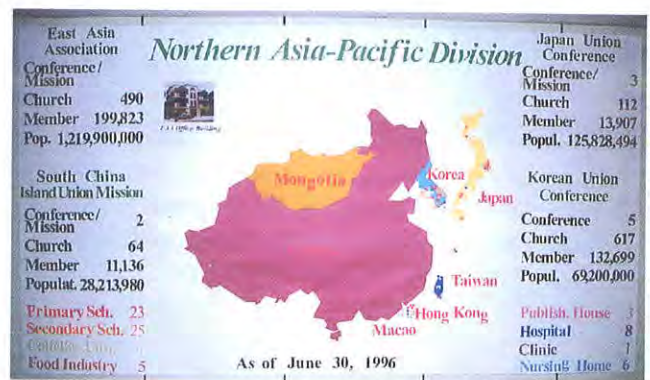 Northern Asia-Pacific Division
East Asia
Association
Conference/
Mission
Church 490
Member 199,823
Pop. 1,219,900,000
South China
Island Union Mission
Conference/
Mission 2
Church 64
Member 11,136
Populat. 28,213,980
Primary Sch. 23
Secondary Sch. 25
Food Industry 5
Office Building
Mongolia
Korea
Japan
Taiwan
Hong Kong
Macao
As of June 30, 1996
Japan Union
Conference
Conference/
Mission 3
Church 112
Member 13,907
Popul. 125,828,494
Korean Union
Conference
Conference 5
Church 617
Member 132,699
Popul. 69,200,000
Publish. House 3
Hospital 8
Clinic 1
Nursing Home 6